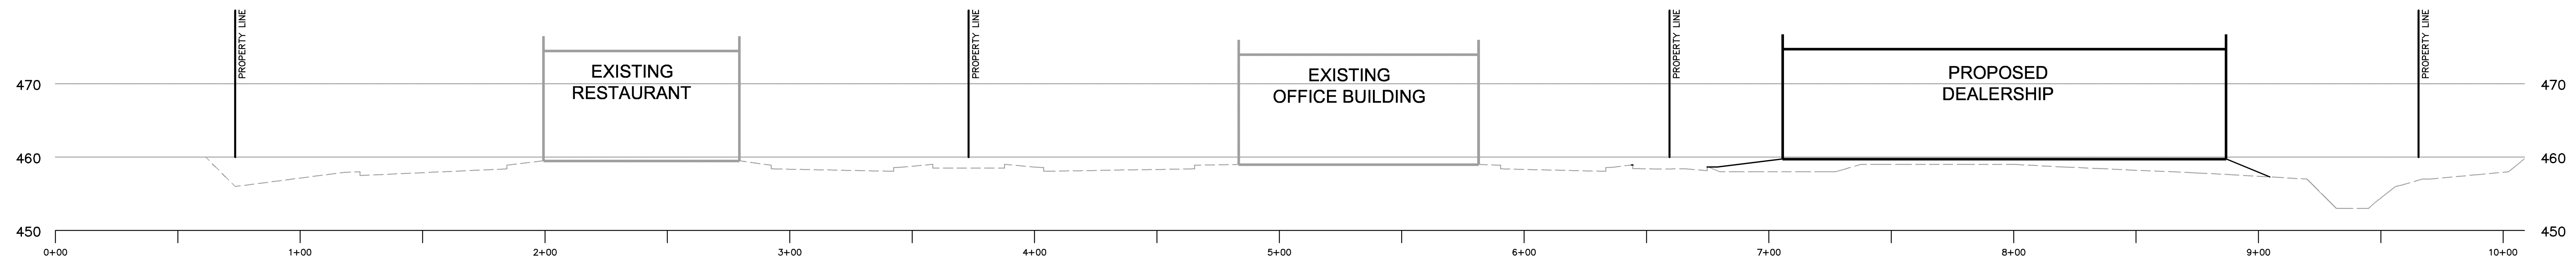 PROPERTY LINE
PROPERTY LINE
PROPERTY LINE
PROPERTY LINE
EXISTING
RESTAURANT
EXISTING
OFFICE BUILDING
PROPOSED
DEALERSHIP
470
470
460
460
450
450
0+00
1+00
2+00
3+00
4+00
5+00
6+00
7+00
8+00
9+00
10+00